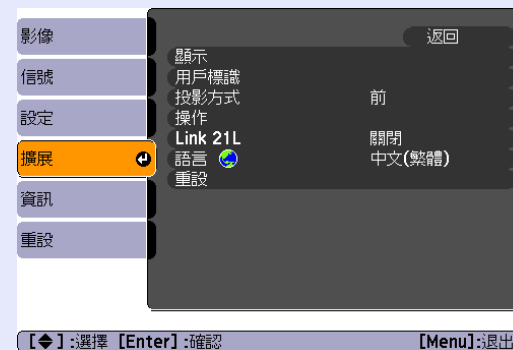 影像
信號
設定
擴展
資訊
重設
返回
顯示
用戶標識
投影方式 前
操作
Link 21L 關閉
語言 中文(繁體)
重設
[◆]:選擇 [Enter]:確認 [Menu]:退出